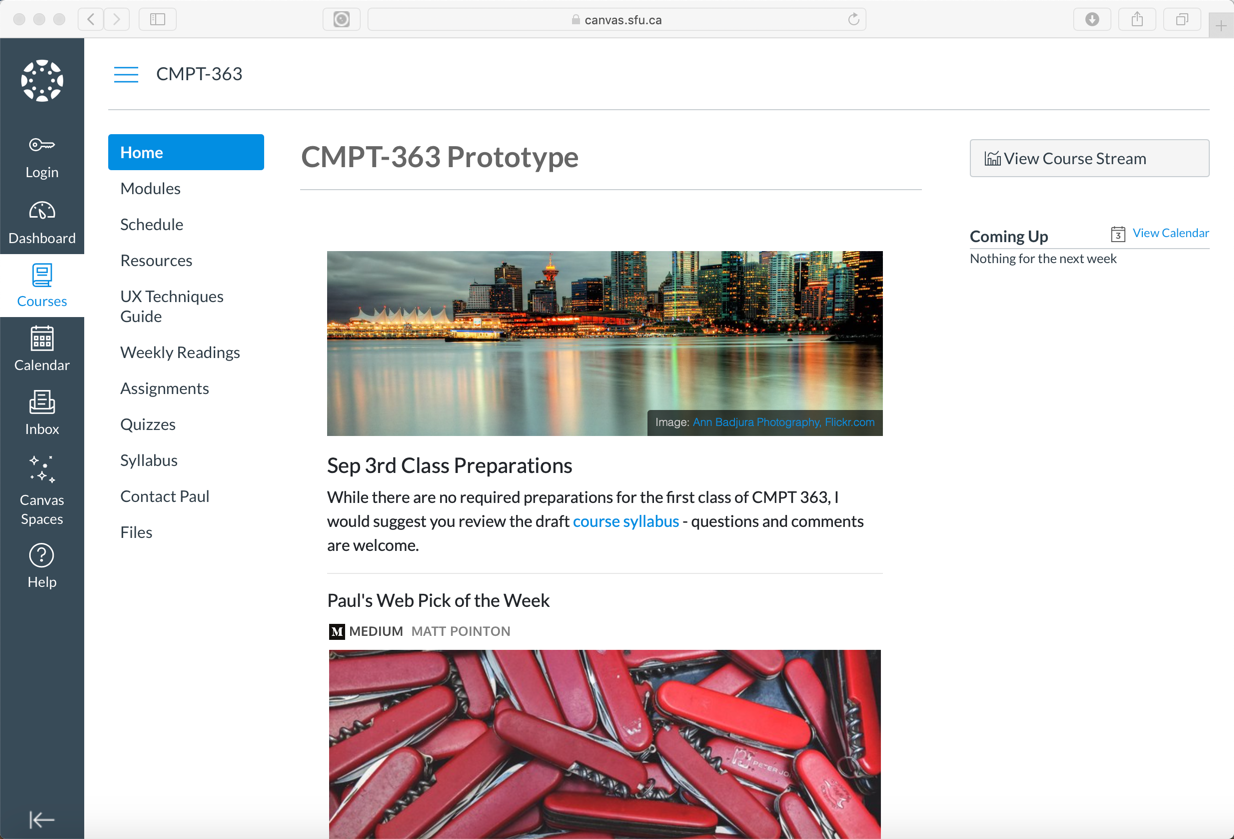 canvas.sfu.ca
CMPT-363
Login
Dashboard
Courses
Calendar
Inbox
Canvas
Spaces
Help
Home
Modules
Schedule
Resources
UX Techniques
Guide
Weekly Readings
Assignments
Quizzes
Syllabus
Contact Paul
Files
CMPT-363 Prototype
Image: Ann Badjura Photography, Flickr.com
Sep 3rd Class Preparations
While there are no required preparations for the first class of CMPT 363, I
would suggest you review the draft course syllabus - questions and comments
are welcome.
Paul's Web Pick of the Week
M MEDIUM MATT POINTON
View Course Stream
Coming Up
3 View Calendar
Nothing for the next week